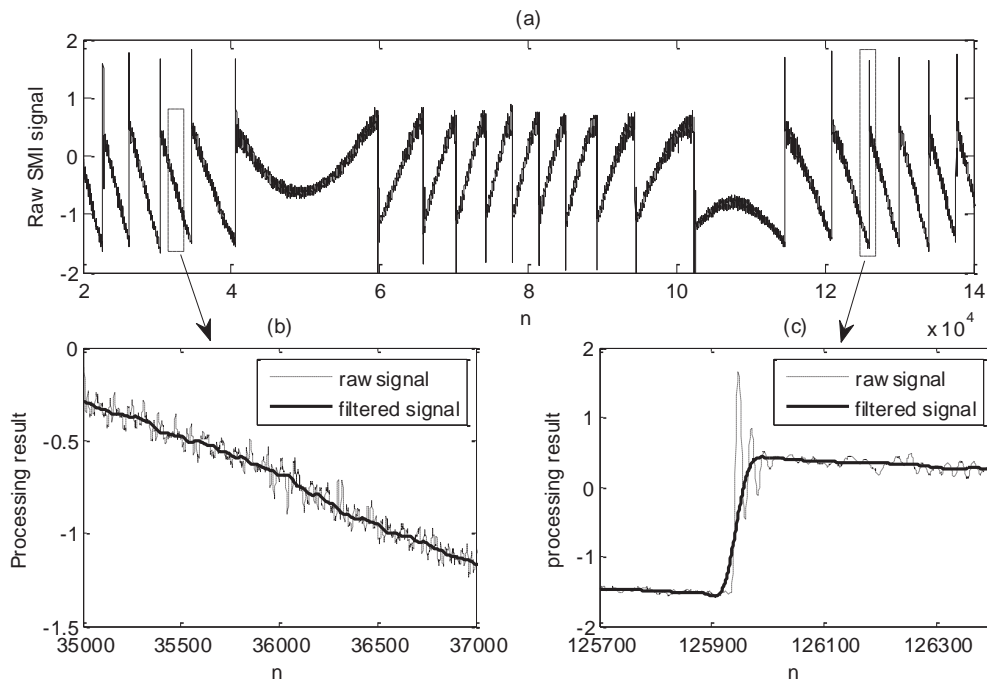 (a)
Raw SMI signal
2
1
0
-1
-2
2
4
6
8
10
12
14
n
x 10^4
(b)
Processing result
0
-0.5
-1
-1.5
raw signal
filtered signal
35000
35500
36000
36500
37000
n
(c)
processing result
2
1
0
-1
-2
raw signal
filtered signal
125700
125900
126100
126300
n